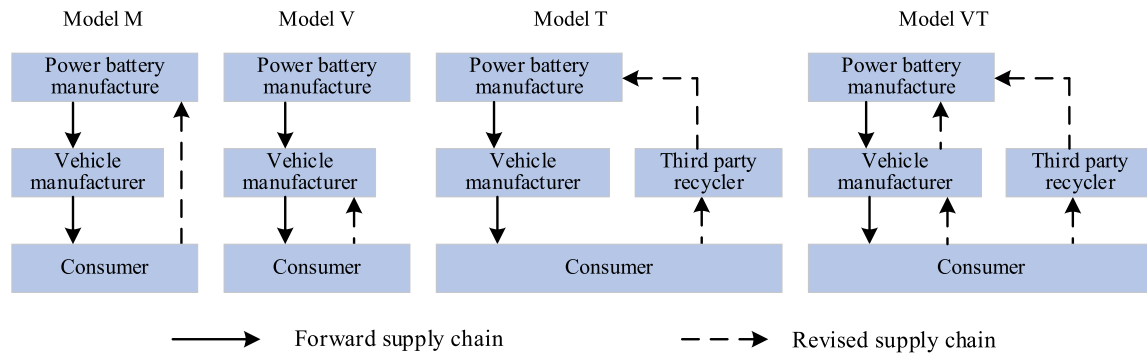 Model M
Power battery
manufacture
Vehicle
manufacturer
Consumer
Model V
Power battery
manufacture
Vehicle
manufacturer
Consumer
Model T
Power battery
manufacture
Vehicle
manufacturer
Third party
recycler
Consumer
Model VT
Power battery
manufacture
Vehicle
manufacturer
Third party
recycler
Consumer
Forward supply chain
Revised supply chain